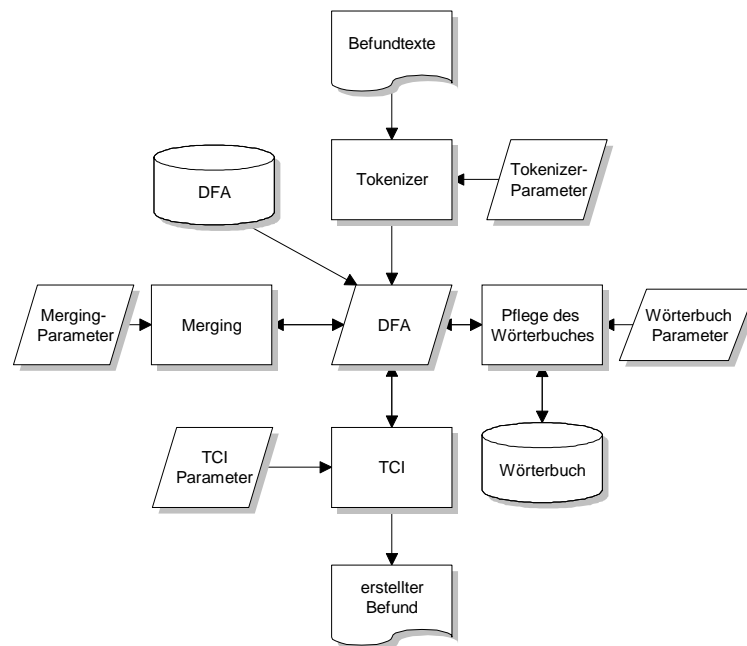 Befundtexte
DFA
Tokenizer
Tokenizer-
Parameter
Merging-
Parameter
Merging
DFA
Pflege des
Wörterbuches
Wörterbuch
Parameter
TCI
Parameter
TCI
Wörterbuch
erstellter
Befund